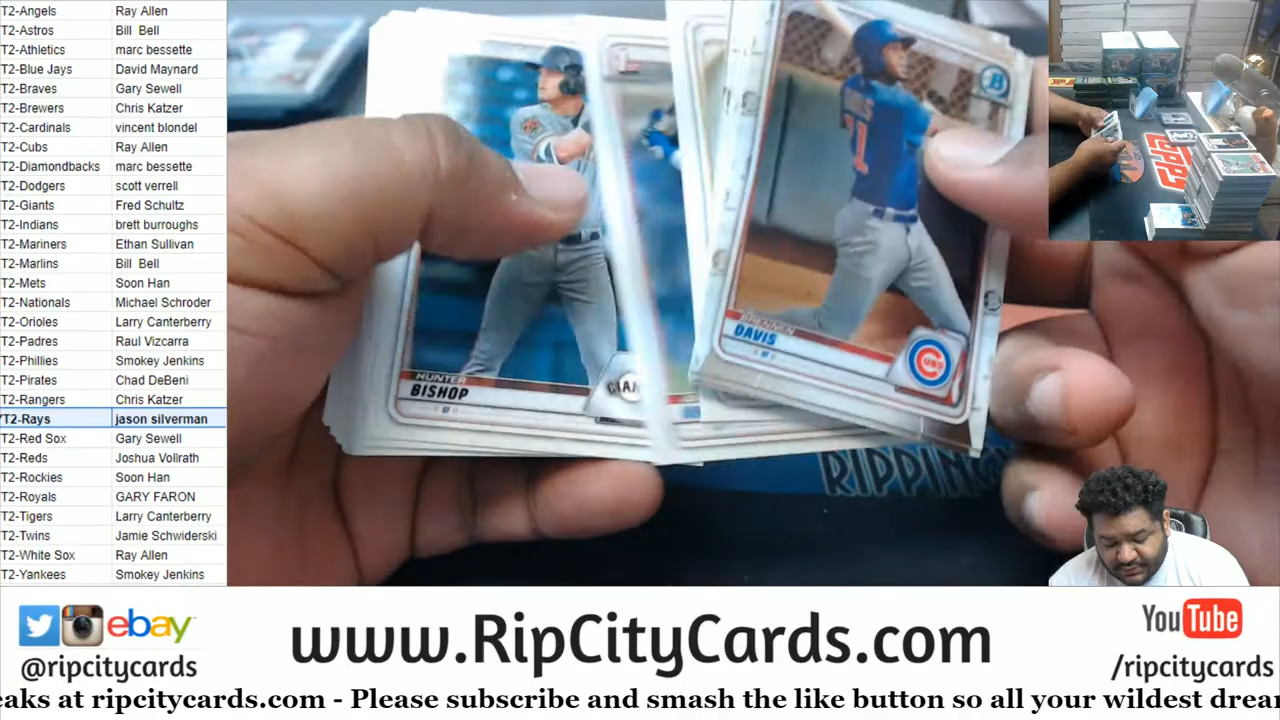 T2-Angels Ray Allen
T2-Astros Bill Bell
T2-Athletics marc bessette
T2-Blue Jays David Maynard
T2-Braves Gary Sewell
T2-Brewers Chris Katzer
T2-Cardinals vincent blondel
T2-Cubs Ray Allen
T2-Diamondbacks marc bessette
T2-Dodgers scott verrell
T2-Giants Fred Schultz
T2-Indians brett burroughs
T2-Mariners Ethan Sullivan
T2-Marlins Bill Bell
T2-Mets Soon Han
T2-Nationals Michael Schroder
T2-Orioles Larry Canterberry
T2-Padres Raul Vizcarra
T2-Phillies Smokey Jenkins
T2-Pirates Chad DeBeni
T2-Rangers Chris Katzer
T2-Rays jason silverman
T2-Red Sox Gary Sewell
T2-Reds Joshua Vollrath
T2-Rockies Soon Han
T2-Royals GARY FARON
T2-Tigers Larry Canterberry
T2-Twins Jamie Schwiderski
T2-White Sox Ray Allen
T2-Yankees Smokey Jenkins
HUNTER
BISHOP
BRENNEN
DAVIS
CUBS
B
topps
RIPPING
ebay
@ripcitycards
www.RipCityCards.com
YouTube
/ripcitycards
eaks at ripcitycards.com - Please subscribe and smash the like button so all your wildest drea